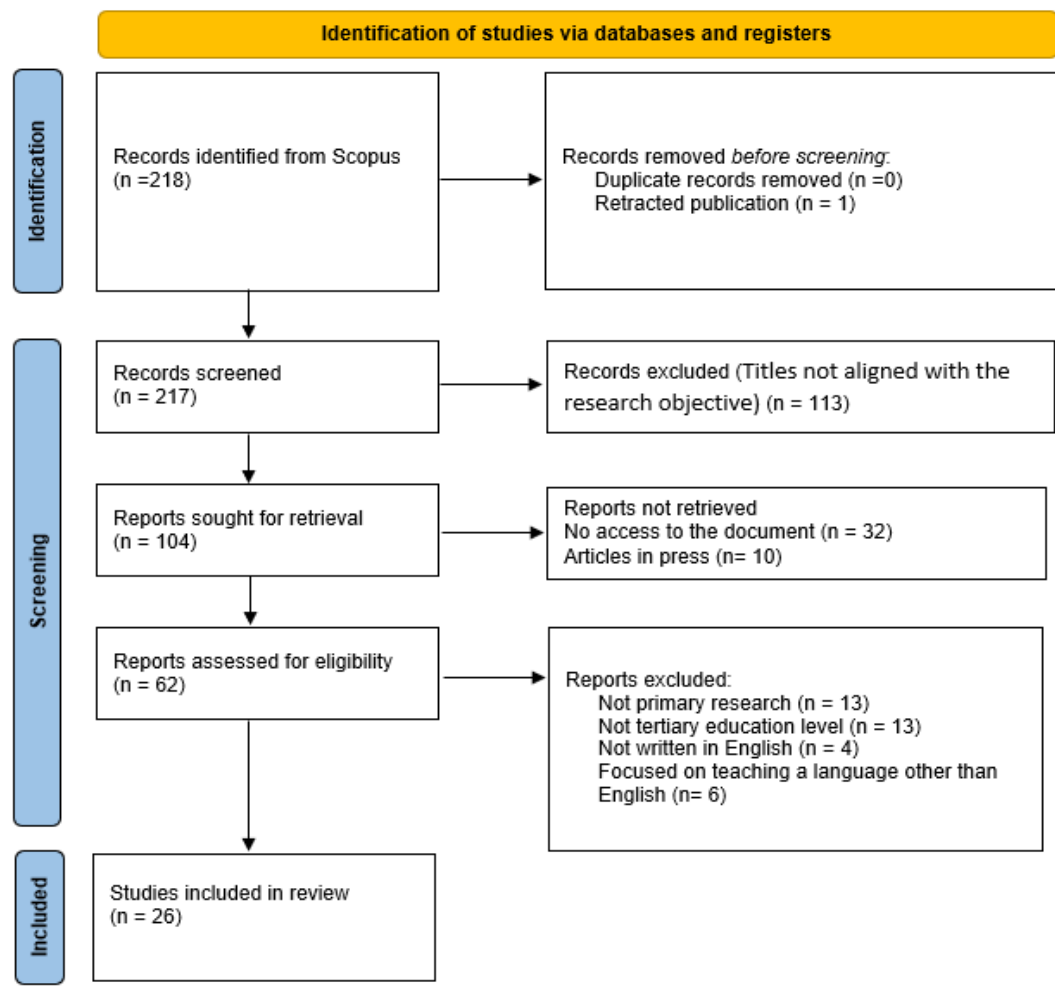 Identification of studies via databases and registers
Identification
Records identified from Scopus
(n =218)
Records removed before screening:
Duplicate records removed (n =0)
Retracted publication (n = 1)
Screening
Records screened
(n = 217)
Records excluded (Titles not aligned with the
research objective) (n = 113)
Reports sought for retrieval
(n = 104)
Reports not retrieved
No access to the document (n = 32)
Articles in press (n= 10)
Reports assessed for eligibility
(n = 62)
Reports excluded:
Not primary research (n = 13)
Not tertiary education level (n = 13)
Not written in English (n = 4)
Focused on teaching a language other than
English (n= 6)
Included
Studies included in review
(n = 26)